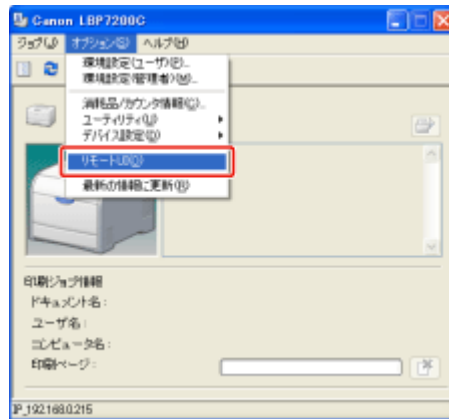 Canon LBP7200C
ジョブ(J) オプション(S) ヘルプ(H)
環境設定(ユーザ)(E)...
環境設定(管理者)(M)...
消耗品/カウンタ情報(C)...
ユーティリティ(U)
デバイス設定(D)
リモートUI(O)
最新の情報に更新(R)
印刷ジョブ情報
ドキュメント名:
ユーザ名:
コンピュータ名:
印刷ページ:
IP_192.168.0.215